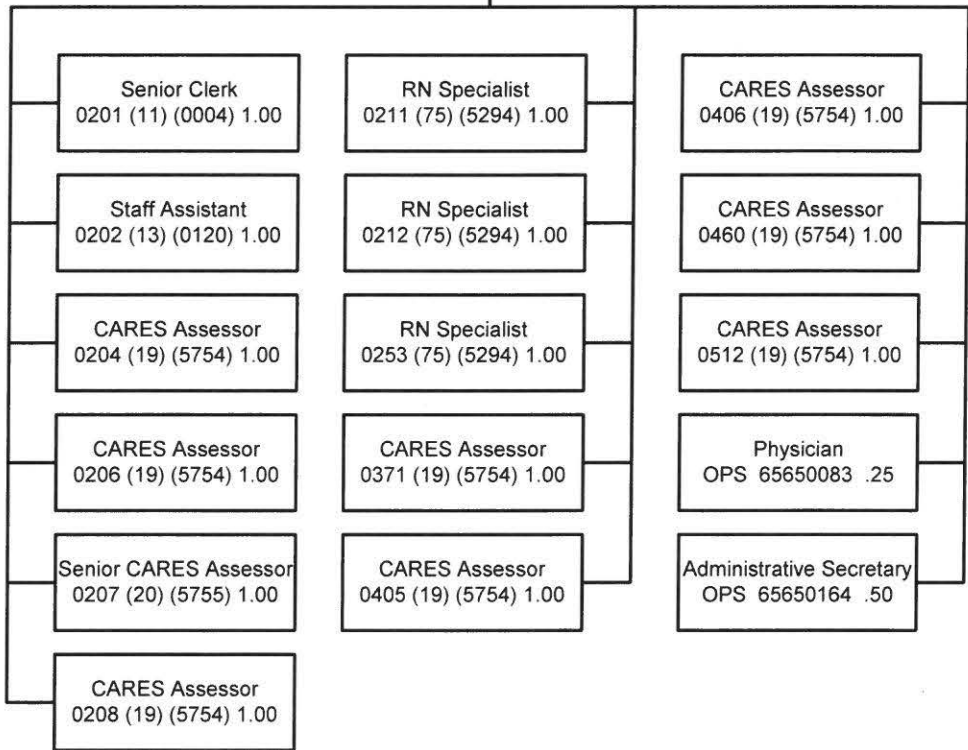 Senior Clerk
0201 (11) (0004) 1.00
Staff Assistant
0202 (13) (0120) 1.00
CARES Assessor
0204 (19) (5754) 1.00
CARES Assessor
0206 (19) (5754) 1.00
Senior CARES Assessor
0207 (20) (5755) 1.00
CARES Assessor
0208 (19) (5754) 1.00
RN Specialist
0211 (75) (5294) 1.00
RN Specialist
0212 (75) (5294) 1.00
RN Specialist
0253 (75) (5294) 1.00
CARES Assessor
0371 (19) (5754) 1.00
CARES Assessor
0405 (19) (5754) 1.00
CARES Assessor
0406 (19) (5754) 1.00
CARES Assessor
0460 (19) (5754) 1.00
CARES Assessor
0512 (19) (5754) 1.00
Physician
OPS 65650083 .25
Administrative Secretary
OPS 65650164 .50